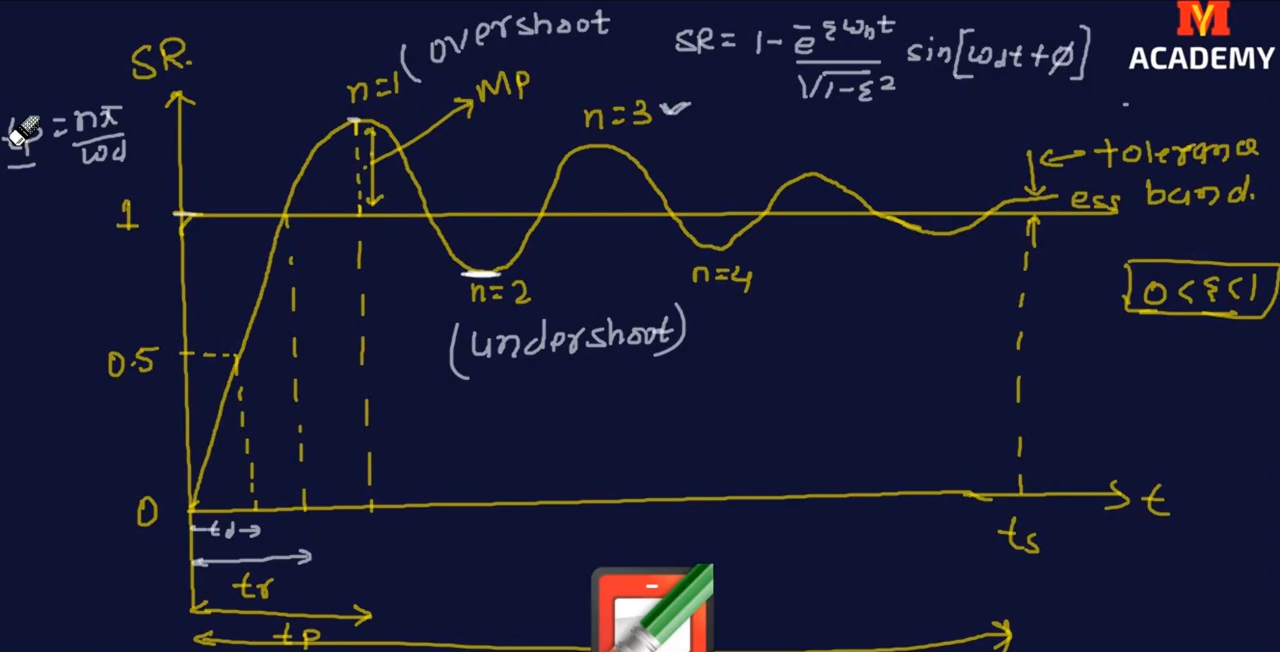 SR.
n=1
(overshoot
SR = 1 - e^-ξωnt / √1-ξ² sin[ωdt+φ]
M
ACADEMY
MP
n=3 ✓
tp = nπ/ωd
tolerance
band.
ess
1
n=2
n=4
(undershoot)
0<ξ<1
0.5
0
t
td
tr
tp
ts